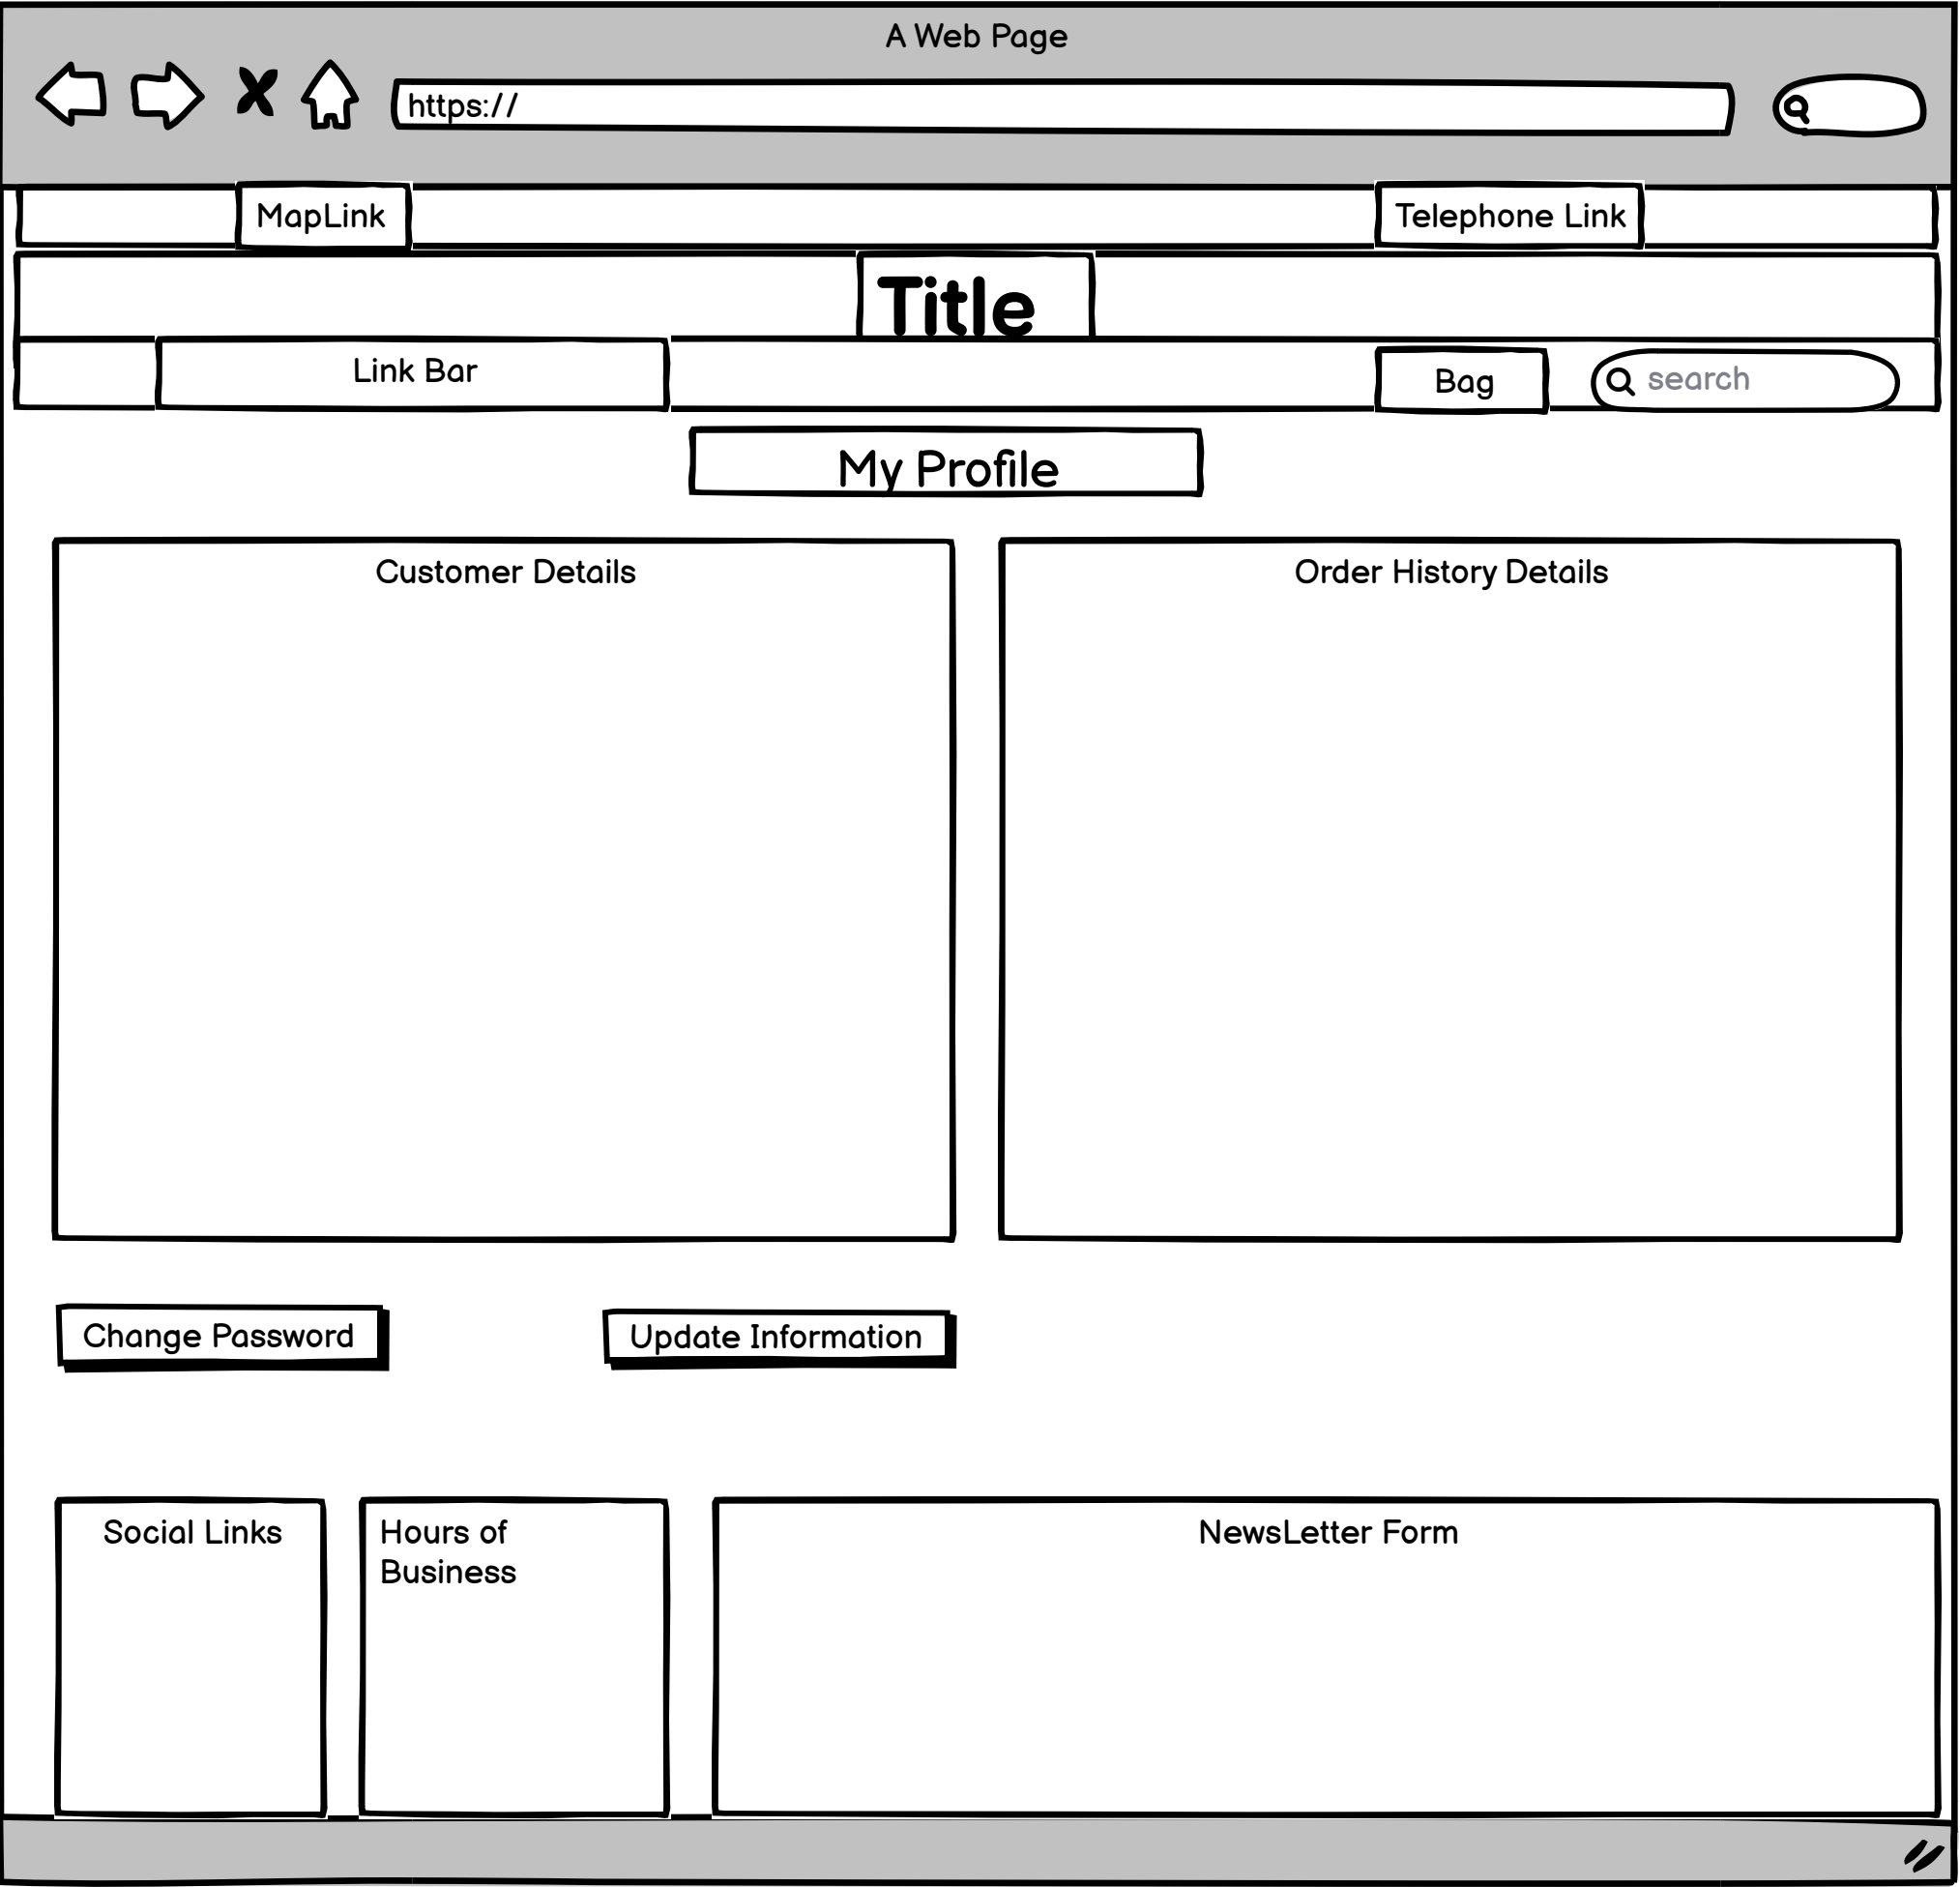 A Web Page
https://
MapLink
Telephone Link
Title
Link Bar
Bag
search
My Profile
Customer Details
Order History Details
Change Password
Update Information
Social Links
Hours of
Business
NewsLetter Form